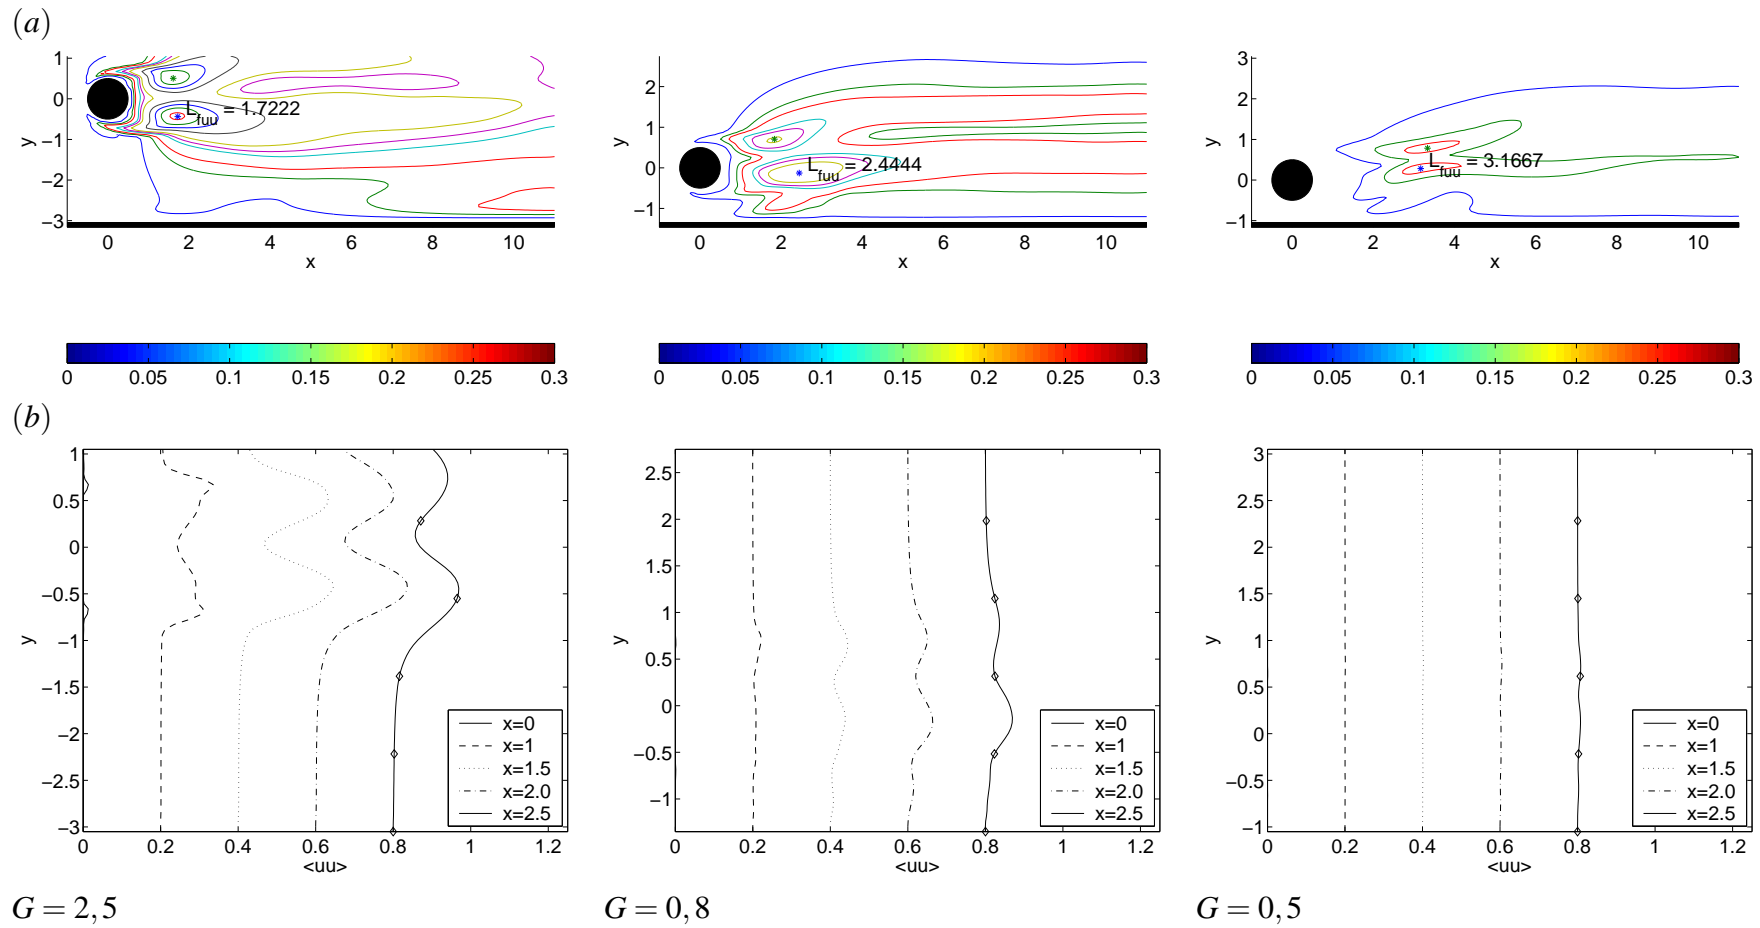 (a)
1
0
−1
−2
−3
y
L_fuu = 1.7222
0 2 4 6 8 10
x
2
1
0
−1
y
L_fuu = 2.4444
0 2 4 6 8 10
x
3
2
1
0
−1
y
L_fuu = 3.1667
0 2 4 6 8 10
x
0 0.05 0.1 0.15 0.2 0.25 0.3
0 0.05 0.1 0.15 0.2 0.25 0.3
0 0.05 0.1 0.15 0.2 0.25 0.3
(b)
1
0.5
0
−0.5
−1
−1.5
−2
−2.5
−3
y
x=0
x=1
x=1.5
x=2.0
x=2.5
0 0.2 0.4 0.6 0.8 1 1.2
<uu>
2.5
2
1.5
1
0.5
0
−0.5
−1
y
x=0
x=1
x=1.5
x=2.0
x=2.5
0 0.2 0.4 0.6 0.8 1 1.2
<uu>
3
2.5
2
1.5
1
0.5
0
−0.5
−1
y
x=0
x=1
x=1.5
x=2.0
x=2.5
0 0.2 0.4 0.6 0.8 1 1.2
<uu>
G = 2,5
G = 0,8
G = 0,5